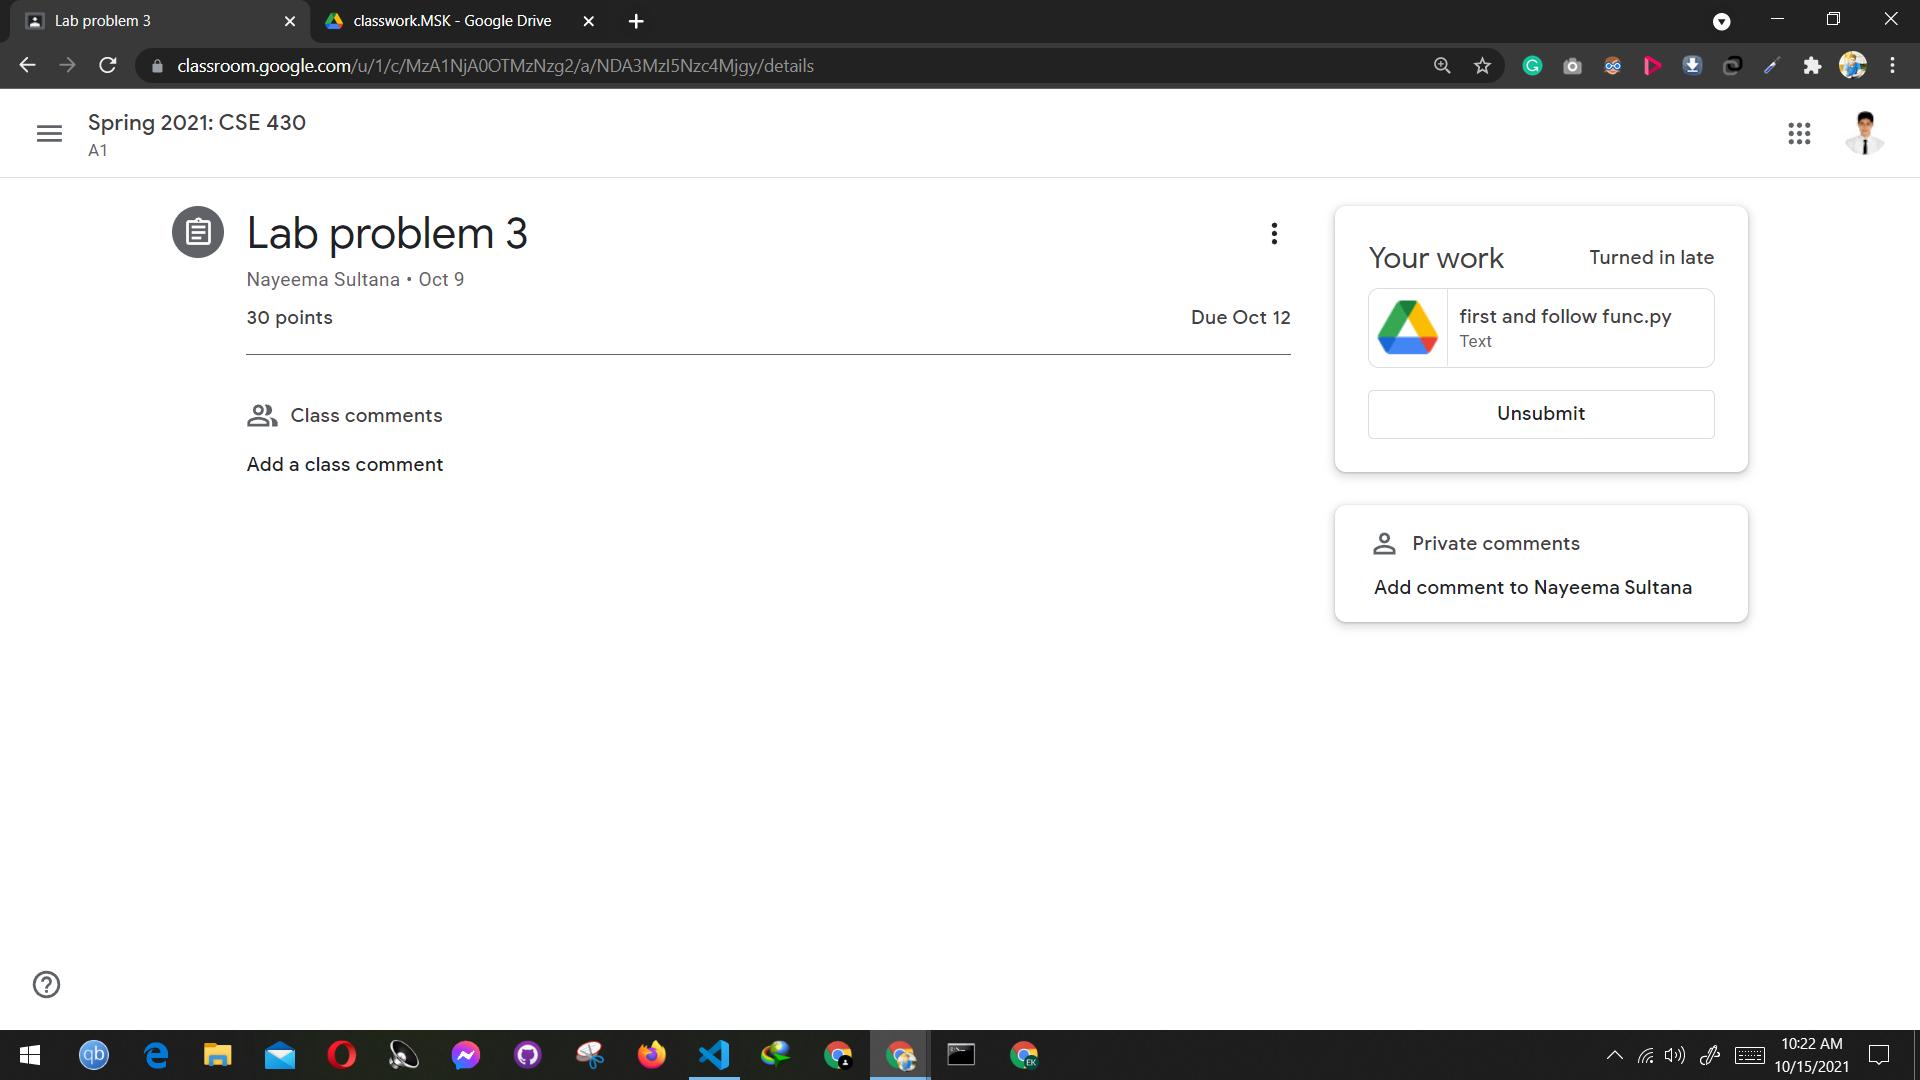 Lab problem 3
classwork.MSK - Google Drive
classroom.google.com/u/1/c/MzA1NjA0OTMzNzg2/a/NDA3MzI5Nzc4Mjgy/details
Spring 2021: CSE 430
A1
Lab problem 3
Nayeema Sultana • Oct 9
30 points
Due Oct 12
Class comments
Add a class comment
Your work
Turned in late
first and follow func.py
Text
Unsubmit
Private comments
Add comment to Nayeema Sultana
qb
EK
10:22 AM
10/15/2021